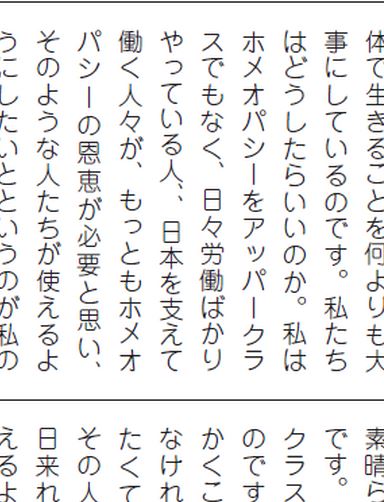 体で生きることを何よりも大
事にしているのです。私たち
はどうしたらいいのか。私は
ホメオパシーをアッパークラ
スでもなく、日々労働ばかり
やっている人、、日本を支えて
働く人々が、もっともホメオ
パシーの恩恵が必要と思い、
そのような人たちが使えるよ
うにしたいとというのが私の
素晴ら
です。
クラス
のです
かくこ
なけれ
たくて
その人
日来れ
えるよ